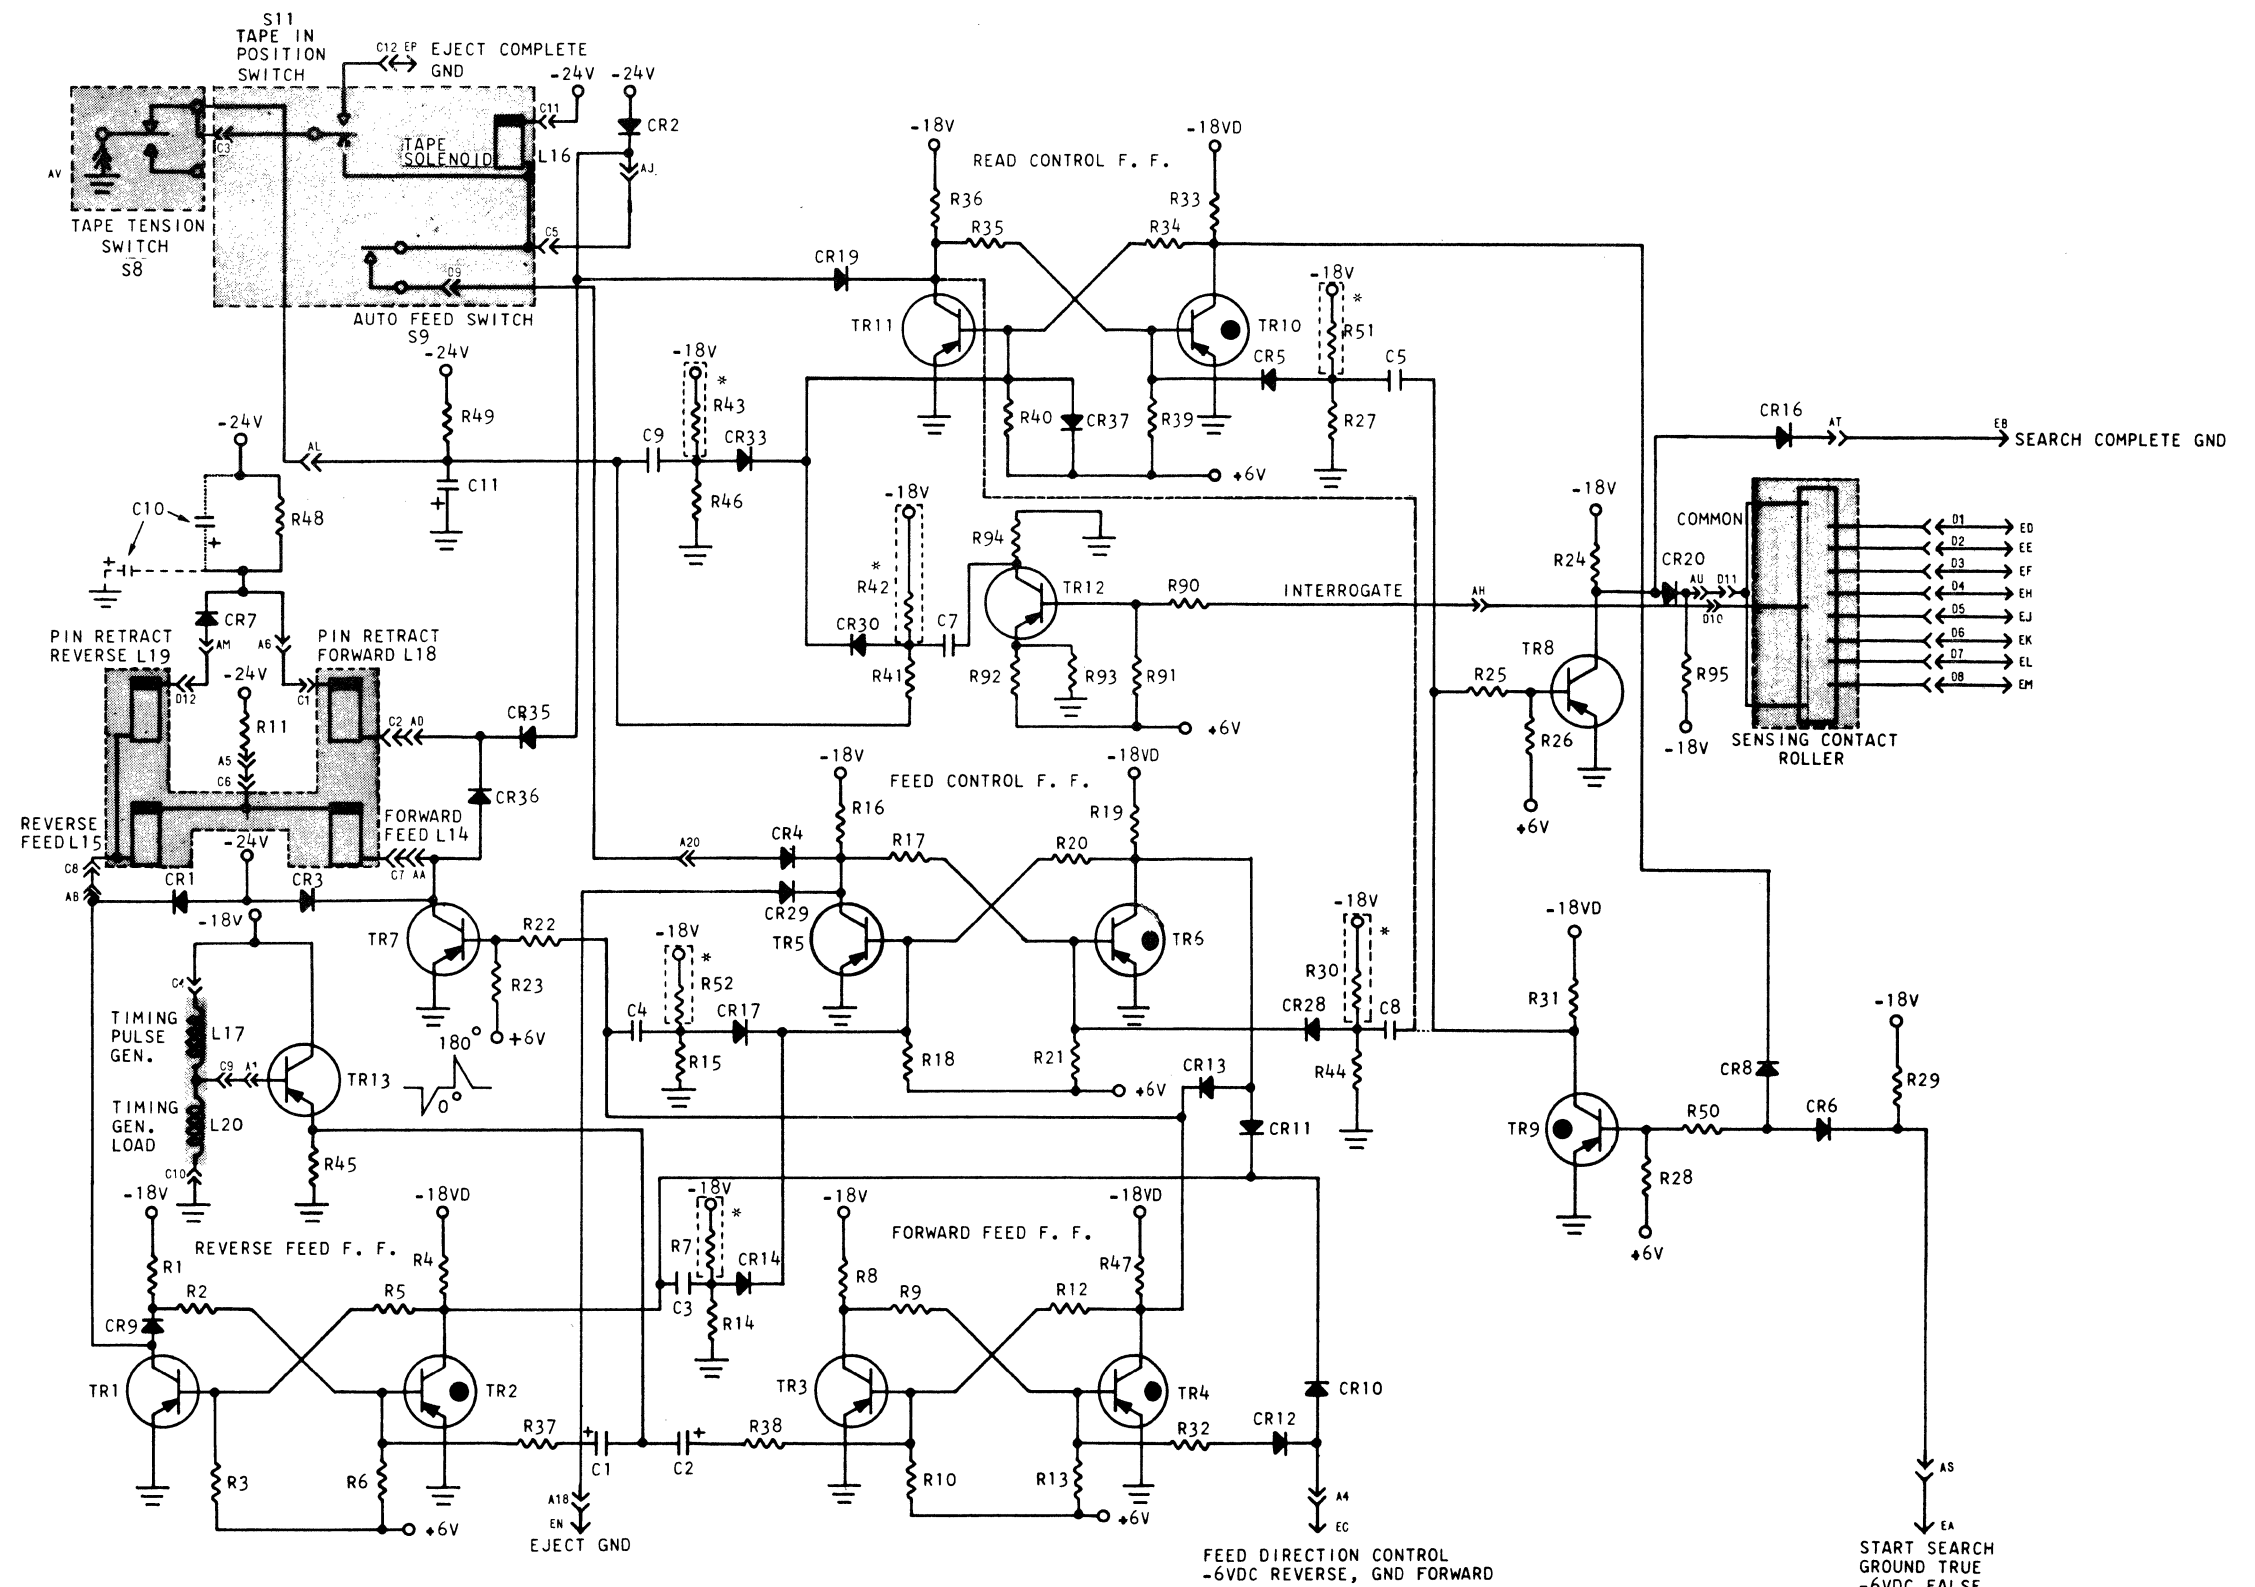 S11
TAPE IN
POSITION
SWITCH
C12 EP
EJECT COMPLETE
GND
-24V
-24V
C11
CR2
C3
TAPE
SOLENOID
L16
AJ
AV
TAPE TENSION
SWITCH
S8
C5
D9
AUTO FEED SWITCH
S9
-18V
READ CONTROL F. F.
-18VD
R36
R35
R34
R33
CR19
TR11
TR10
-18V
*
R51
CR5
C5
R40
CR37
R39
R27
+6V
-24V
R49
-18V
*
R43
C9
CR33
AL
C11
+
R46
-24V
C10
R48
+
+
CR7
AM
A6
PIN RETRACT
REVERSE L19
PIN RETRACT
FORWARD L18
D12
-24V
C1
R11
A5
C6
C2 AD
CR35
CR36
REVERSE
FEED L15
FORWARD
FEED L14
-24V
C8
AB
CR1
CR3
C7 AA
-18V
*
R42
R94
TR12
R90
INTERROGATE
AH
CR30
C7
R41
R92
R93
R91
+6V
CR16
AT
EB
SEARCH COMPLETE GND
-18V
COMMON
R24
CR20
AU
D11
D10
D1
ED
D2
EE
D3
EF
D4
EH
D5
EJ
D6
EK
D7
EL
D8
EM
TR8
R25
R95
R26
-18V
+6V
SENSING CONTACT
ROLLER
-18V
FEED CONTROL F. F.
-18VD
R16
R19
A20
CR4
R17
R20
CR29
TR5
TR6
-18V
TR7
R22
R23
+6V
-18V
*
R52
C4
CR17
R15
R18
R21
+6V
-18V
*
R30
CR28
C8
R44
CR13
CR11
C4
TIMING
PULSE
GEN.
L17
C9 A1
TR13
180°
0°
TIMING
GEN.
LOAD
L20
C10
R45
-18VD
R31
TR9
R50
CR8
CR6
-18V
R29
R28
+6V
-18V
-18VD
REVERSE FEED F. F.
R1
R4
R2
R5
CR9
TR1
TR2
R3
R6
+6V
R37
+
C1
C2
+
R38
-18V
*
R7
CR14
C3
R14
-18V
FORWARD FEED F. F.
-18VD
R8
R47
R9
R12
TR3
TR4
R10
R13
R32
CR12
CR10
+6V
A18
EN
EJECT GND
A4
EC
FEED DIRECTION CONTROL
-6VDC REVERSE, GND FORWARD
AS
EA
START SEARCH
GROUND TRUE
-6VDC FALSE